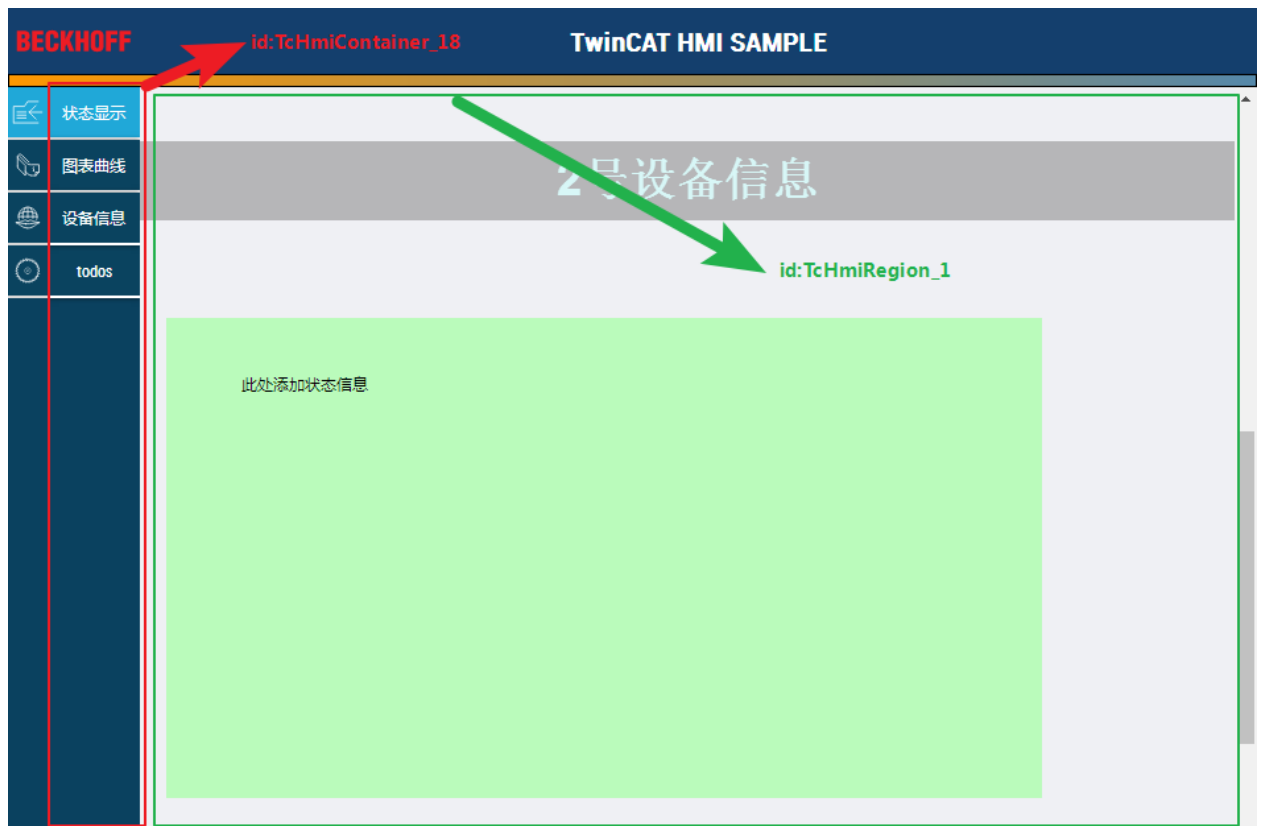 BECKHOFF
id:TcHmiContainer_18
TwinCAT HMI SAMPLE
状态显示
图表曲线
2号设备信息
设备信息
todos
id:TcHmiRegion_1
此处添加状态信息